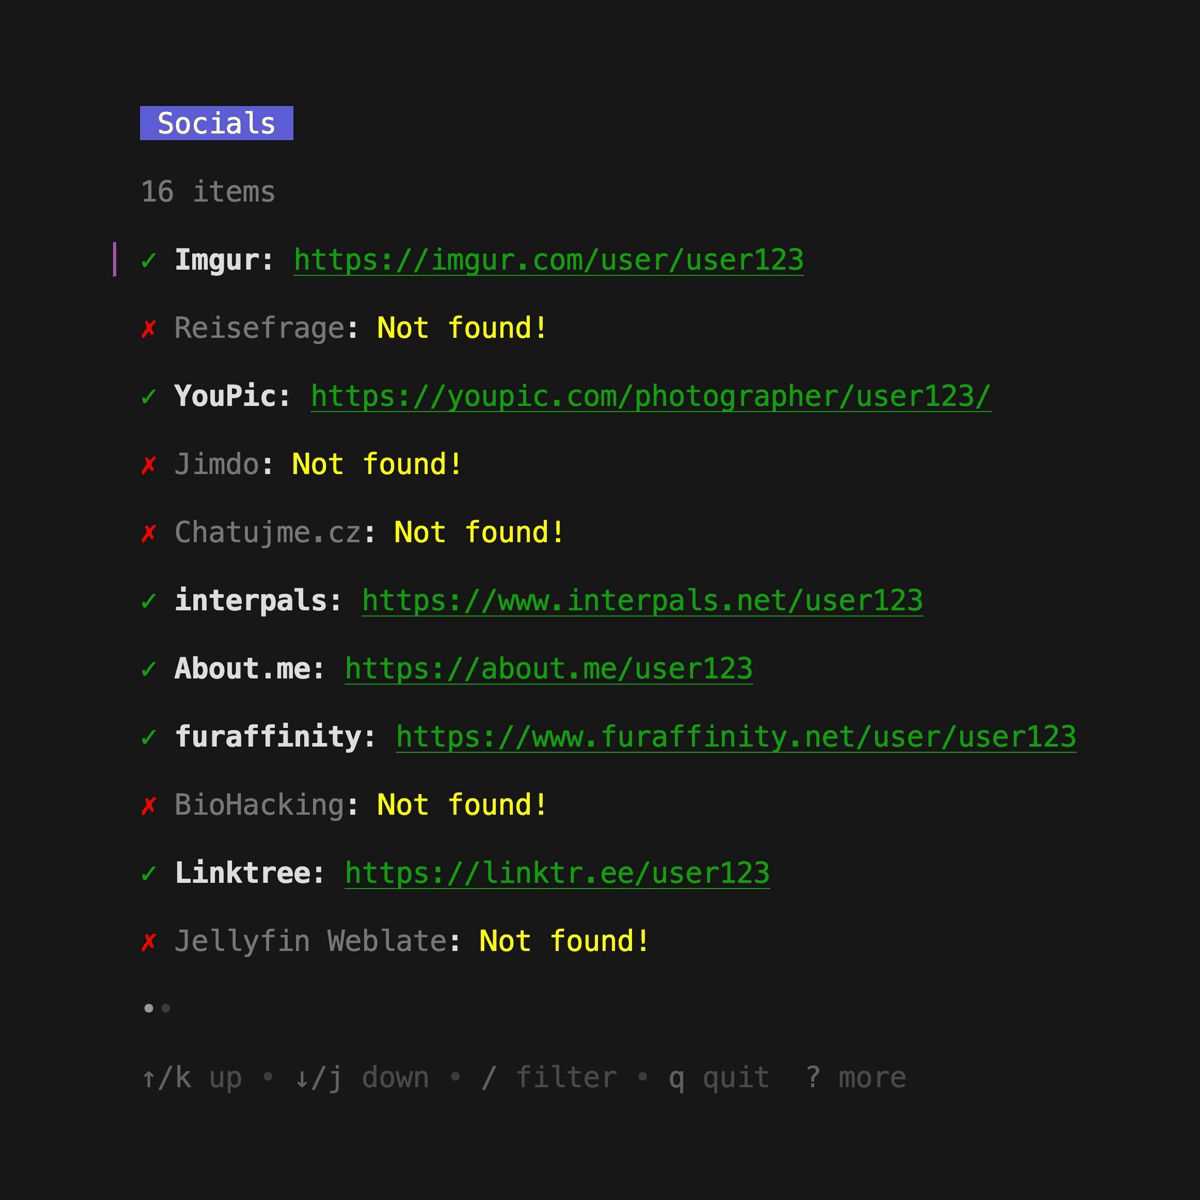 Socials
16 items
✓ Imgur: https://imgur.com/user/user123
✗ Reisefrage: Not found!
✓ YouPic: https://youpic.com/photographer/user123/
✗ Jimdo: Not found!
✗ Chatujme.cz: Not found!
✓ interpals: https://www.interpals.net/user123
✓ About.me: https://about.me/user123
✓ furaffinity: https://www.furaffinity.net/user/user123
✗ BioHacking: Not found!
✓ Linktree: https://linktr.ee/user123
✗ Jellyfin Weblate: Not found!
••
↑/k up • ↓/j down • / filter • q quit ? more